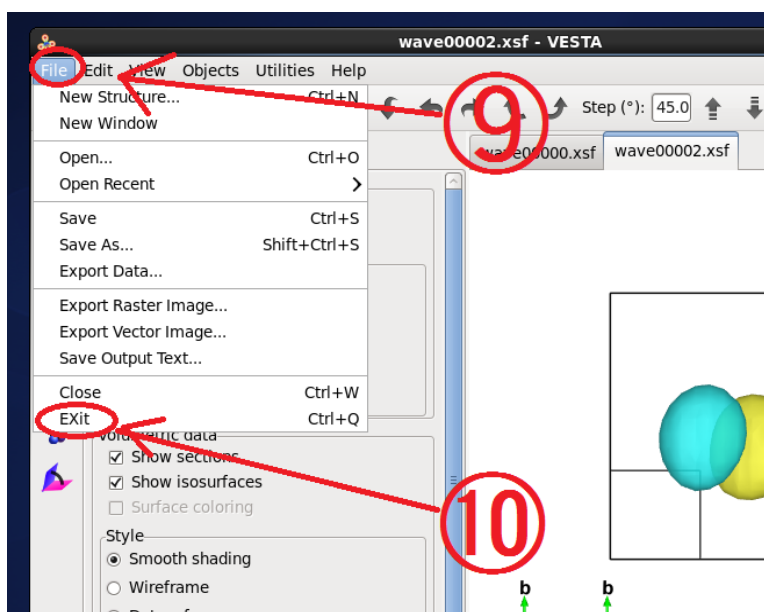 wave00002.xsf - VESTA
File Edit View Objects Utilities Help
New Structure... Ctrl+N
New Window
Open... Ctrl+O
Open Recent
Save Ctrl+S
Save As... Shift+Ctrl+S
Export Data...
Export Raster Image...
Export Vector Image...
Save Output Text...
Close Ctrl+W
EXit Ctrl+Q
⑨
Step (°): 45.0
wave00000.xsf wave00002.xsf
Volumetric data
Show sections
Show isosurfaces
Surface coloring
Style
Smooth shading
Wireframe
⑩
b b